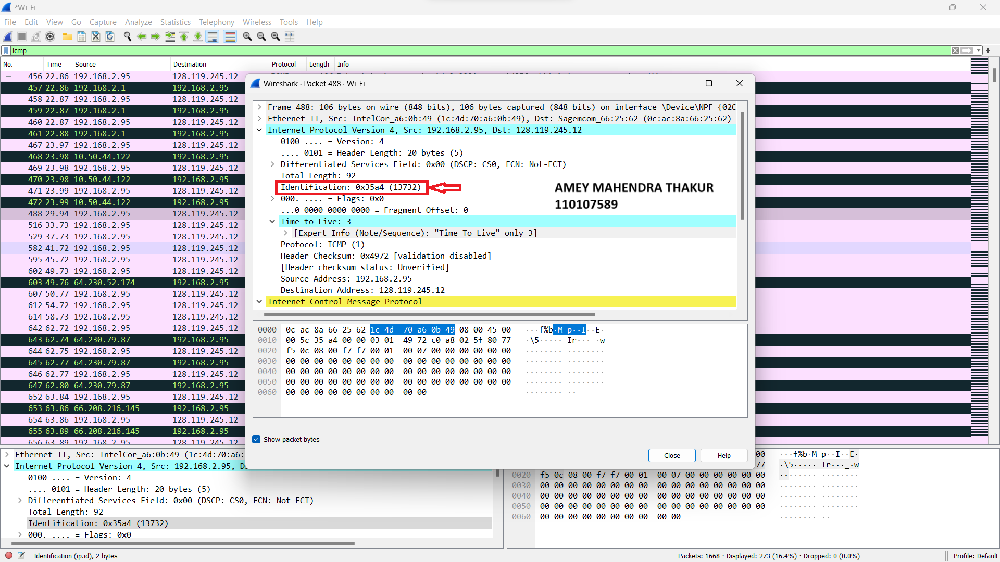 *Wi-Fi
File Edit View Go Capture Analyze Statistics Telephony Wireless Tools Help
icmp
No. Time Source Destination Protocol Length Info
456 22.86 192.168.2.95 128.119.245.12
457 22.86 192.168.2.1 192.168.2.95
458 22.87 192.168.2.95 128.119.245.12
459 22.87 192.168.2.1 192.168.2.95
460 22.87 192.168.2.95 128.119.245.12
461 22.88 192.168.2.1 192.168.2.95
467 23.97 192.168.2.95 128.119.245.12
468 23.98 10.50.44.122 192.168.2.95
469 23.98 192.168.2.95 128.119.245.12
470 23.98 10.50.44.122 192.168.2.95
471 23.99 192.168.2.95 128.119.245.12
472 23.99 10.50.44.122 192.168.2.95
488 29.94 192.168.2.95 128.119.245.12
516 33.73 192.168.2.95 128.119.245.12
529 37.73 192.168.2.95 128.119.245.12
582 41.72 192.168.2.95 128.119.245.12
595 45.72 192.168.2.95 128.119.245.12
602 49.73 192.168.2.95 128.119.245.12
603 49.76 64.230.52.174 192.168.2.95
607 50.77 192.168.2.95 128.119.245.12
612 54.72 192.168.2.95 128.119.245.12
614 58.73 192.168.2.95 128.119.245.12
642 62.72 192.168.2.95 128.119.245.12
643 62.74 64.230.79.87 192.168.2.95
644 62.75 192.168.2.95 128.119.245.12
645 62.77 64.230.79.87 192.168.2.95
646 62.77 192.168.2.95 128.119.245.12
647 62.80 64.230.79.87 192.168.2.95
652 63.84 192.168.2.95 128.119.245.12
653 63.86 66.208.216.145 192.168.2.95
654 63.86 192.168.2.95 128.119.245.12
655 63.89 66.208.216.145 192.168.2.95
656 63.89 192.168.2.95 128.119.245.12
Wireshark · Packet 488 · Wi-Fi
Frame 488: 106 bytes on wire (848 bits), 106 bytes captured (848 bits) on interface \Device\NPF_{02C
Ethernet II, Src: IntelCor_a6:0b:49 (1c:4d:70:a6:0b:49), Dst: Sagemcom_66:25:62 (0c:ac:8a:66:25:62)
Internet Protocol Version 4, Src: 192.168.2.95, Dst: 128.119.245.12
0100 .... = Version: 4
.... 0101 = Header Length: 20 bytes (5)
Differentiated Services Field: 0x00 (DSCP: CS0, ECN: Not-ECT)
Total Length: 92
Identification: 0x35a4 (13732)
000. .... = Flags: 0x0
...0 0000 0000 0000 = Fragment Offset: 0
Time to Live: 3
[Expert Info (Note/Sequence): "Time To Live" only 3]
Protocol: ICMP (1)
Header Checksum: 0x4972 [validation disabled]
[Header checksum status: Unverified]
Source Address: 192.168.2.95
Destination Address: 128.119.245.12
Internet Control Message Protocol
AMEY MAHENDRA THAKUR
110107589
0000 0c ac 8a 66 25 62 1c 4d 70 a6 0b 49 08 00 45 00 ···f%b·M p··I··E·
0010 00 5c 35 a4 00 00 03 01 49 72 c0 a8 02 5f 80 77 ·\5····· Ir···_·w
0020 f5 0c 08 00 f7 f7 00 01 00 07 00 00 00 00 00 00 ········ ········
0030 00 00 00 00 00 00 00 00 00 00 00 00 00 00 00 00 ········ ········
0040 00 00 00 00 00 00 00 00 00 00 00 00 00 00 00 00 ········ ········
0050 00 00 00 00 00 00 00 00 00 00 00 00 00 00 00 00 ········ ········
0060 00 00 00 00 00 00 00 00 00 00 ········ ··
Show packet bytes
Close Help
Ethernet II, Src: IntelCor_a6:0b:49 (1c:4d:70:a6:
Internet Protocol Version 4, Src: 192.168.2.95, D
0100 .... = Version: 4
.... 0101 = Header Length: 20 bytes (5)
Differentiated Services Field: 0x00 (DSCP: CS0, ECN: Not-ECT)
Total Length: 92
Identification: 0x35a4 (13732)
000. .... = Flags: 0x0
00 ···f%b·M p··I··E·
77 ·\5····· Ir···_·w
0020 f5 0c 08 00 f7 f7 00 01 00 07 00 00 00 00 00 00 ········ ········
0030 00 00 00 00 00 00 00 00 00 00 00 00 00 00 00 00 ········ ········
0040 00 00 00 00 00 00 00 00 00 00 00 00 00 00 00 00 ········ ········
0050 00 00 00 00 00 00 00 00 00 00 00 00 00 00 00 00 ········ ········
0060 00 00 00 00 00 00 00 00 00 00 ········ ··
Identification (ip.id), 2 bytes
Packets: 1668 · Displayed: 273 (16.4%) · Dropped: 0 (0.0%)
Profile: Default